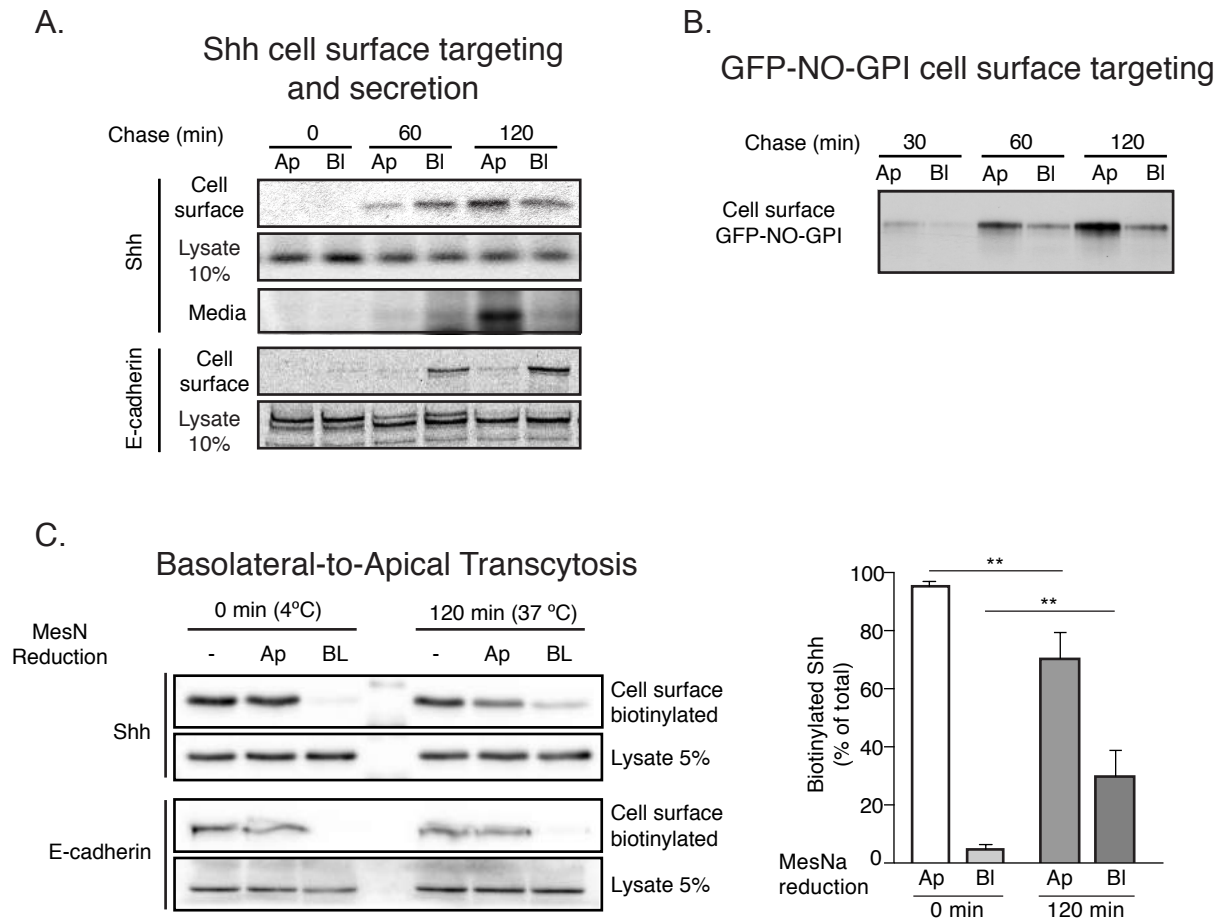 A.
Shh cell surface targeting
and secretion
Chase (min) 0 60 120
Ap Bl Ap Bl Ap Bl
Shh
Cell
surface
Lysate
10%
Media
E-cadherin
Cell
surface
Lysate
10%
B.
GFP-NO-GPI cell surface targeting
Chase (min) 30 60 120
Ap Bl Ap Bl Ap Bl
Cell surface
GFP-NO-GPI
C.
Basolateral-to-Apical Transcytosis
0 min (4ºC) 120 min (37 ºC)
MesN
Reduction
- Ap BL - Ap BL
Shh
Cell surface
biotinylated
Lysate 5%
E-cadherin
Cell surface
biotinylated
Lysate 5%
Biotinylated Shh
(% of total)
100
80
60
40
20
0
**
**
MesNa
reduction
Ap Bl Ap Bl
0 min 120 min